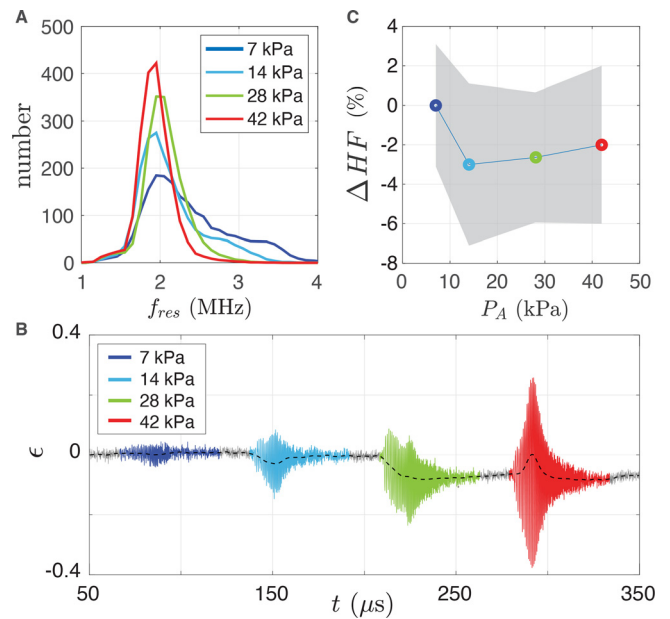 A
number
500
400
300
200
100
0
7 kPa
14 kPa
28 kPa
42 kPa
1 2 3 4
f_res (MHz)
C
Δ HF (%)
4
2
0
-2
-4
-6
-8
0 10 20 30 40 50
P_A (kPa)
B
ϵ
0.4
0
-0.4
7 kPa
14 kPa
28 kPa
42 kPa
50 150 250 350
t (μs)